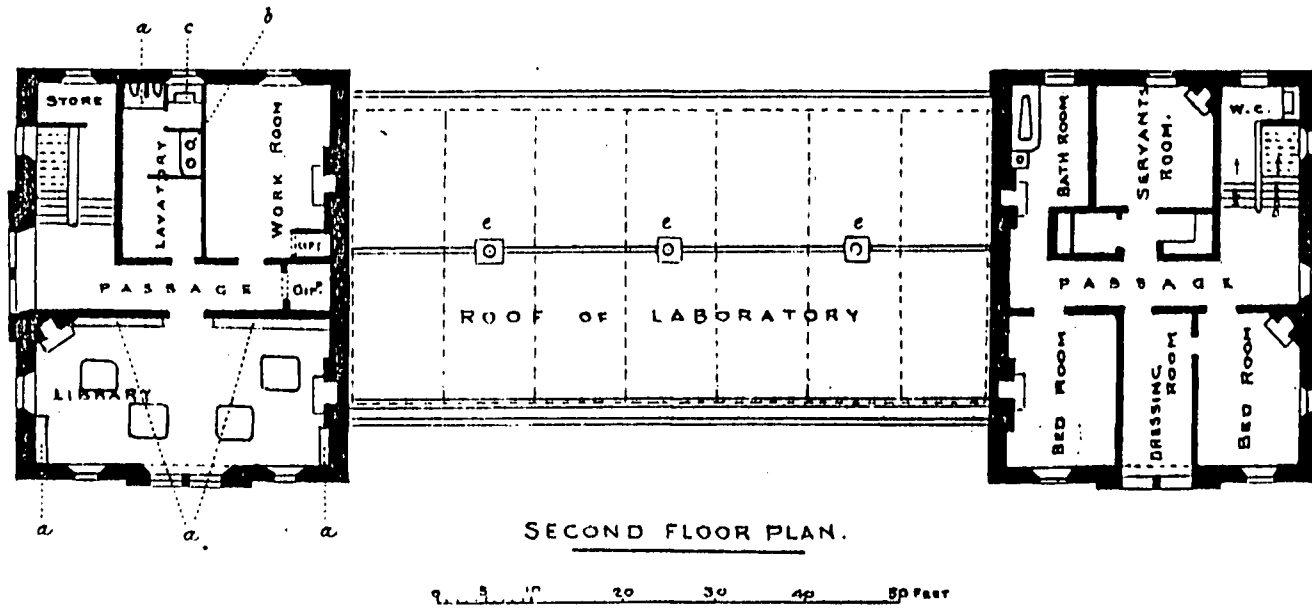 a
c
b
STORE
LAVATORY
WORK ROOM
LIFT
PASSAGE
LIBRARY
a
a
a
e
e
e
ROOF OF LABORATORY
BATH ROOM
SERVANTS ROOM.
W.C.
PASSAGE
BED ROOM
DRESSING ROOM
BED ROOM
SECOND FLOOR PLAN.
0 5 10 20 30 40 50 FEET